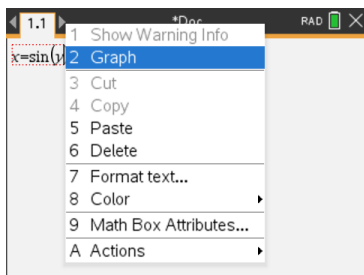 1.1 *Doc RAD
1 Show Warning Info
x=sin(y
2 Graph
3 Cut
4 Copy
5 Paste
6 Delete
7 Format text...
8 Color
9 Math Box Attributes...
A Actions